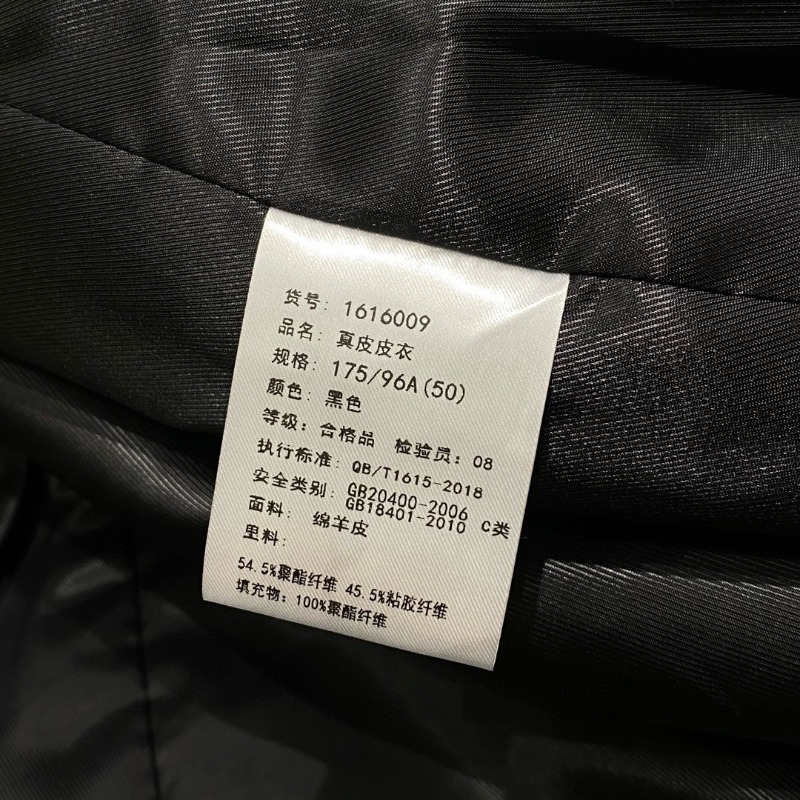 货号: 1616009
品名: 真皮皮衣
规格: 175/96A(50)
颜色: 黑色
等级: 合格品 检验员: 08
执行标准: QB/T1615-2018
安全类别: GB20400-2006
GB18401-2010 C类
面料: 绵羊皮
里料:
54.5%聚酯纤维 45.5%粘胶纤维
填充物: 100%聚酯纤维